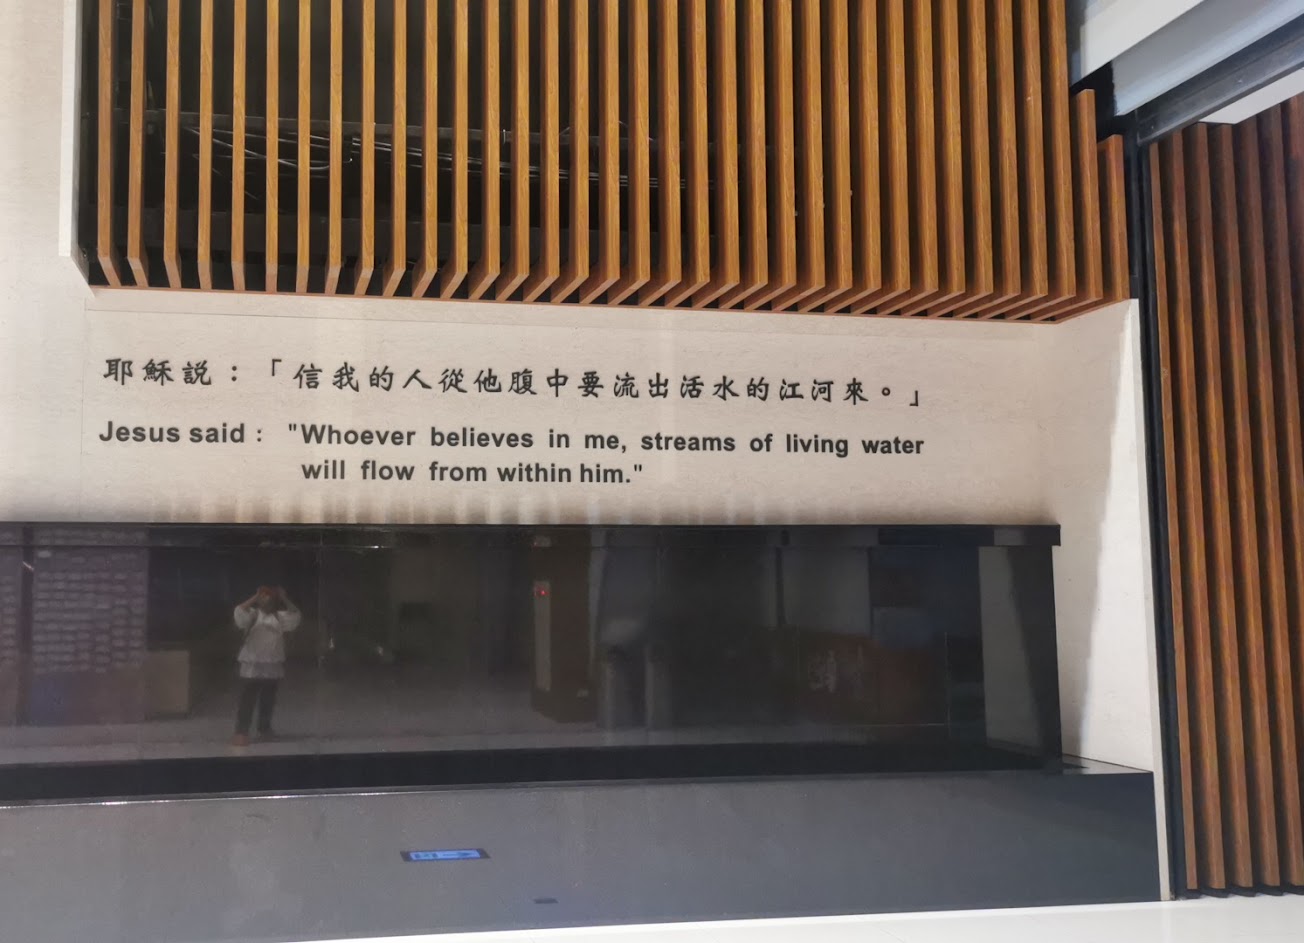 耶穌説：「信我的人從他腹中要流出活水的江河來。」
Jesus said : "Whoever believes in me, streams of living water
will flow from within him."